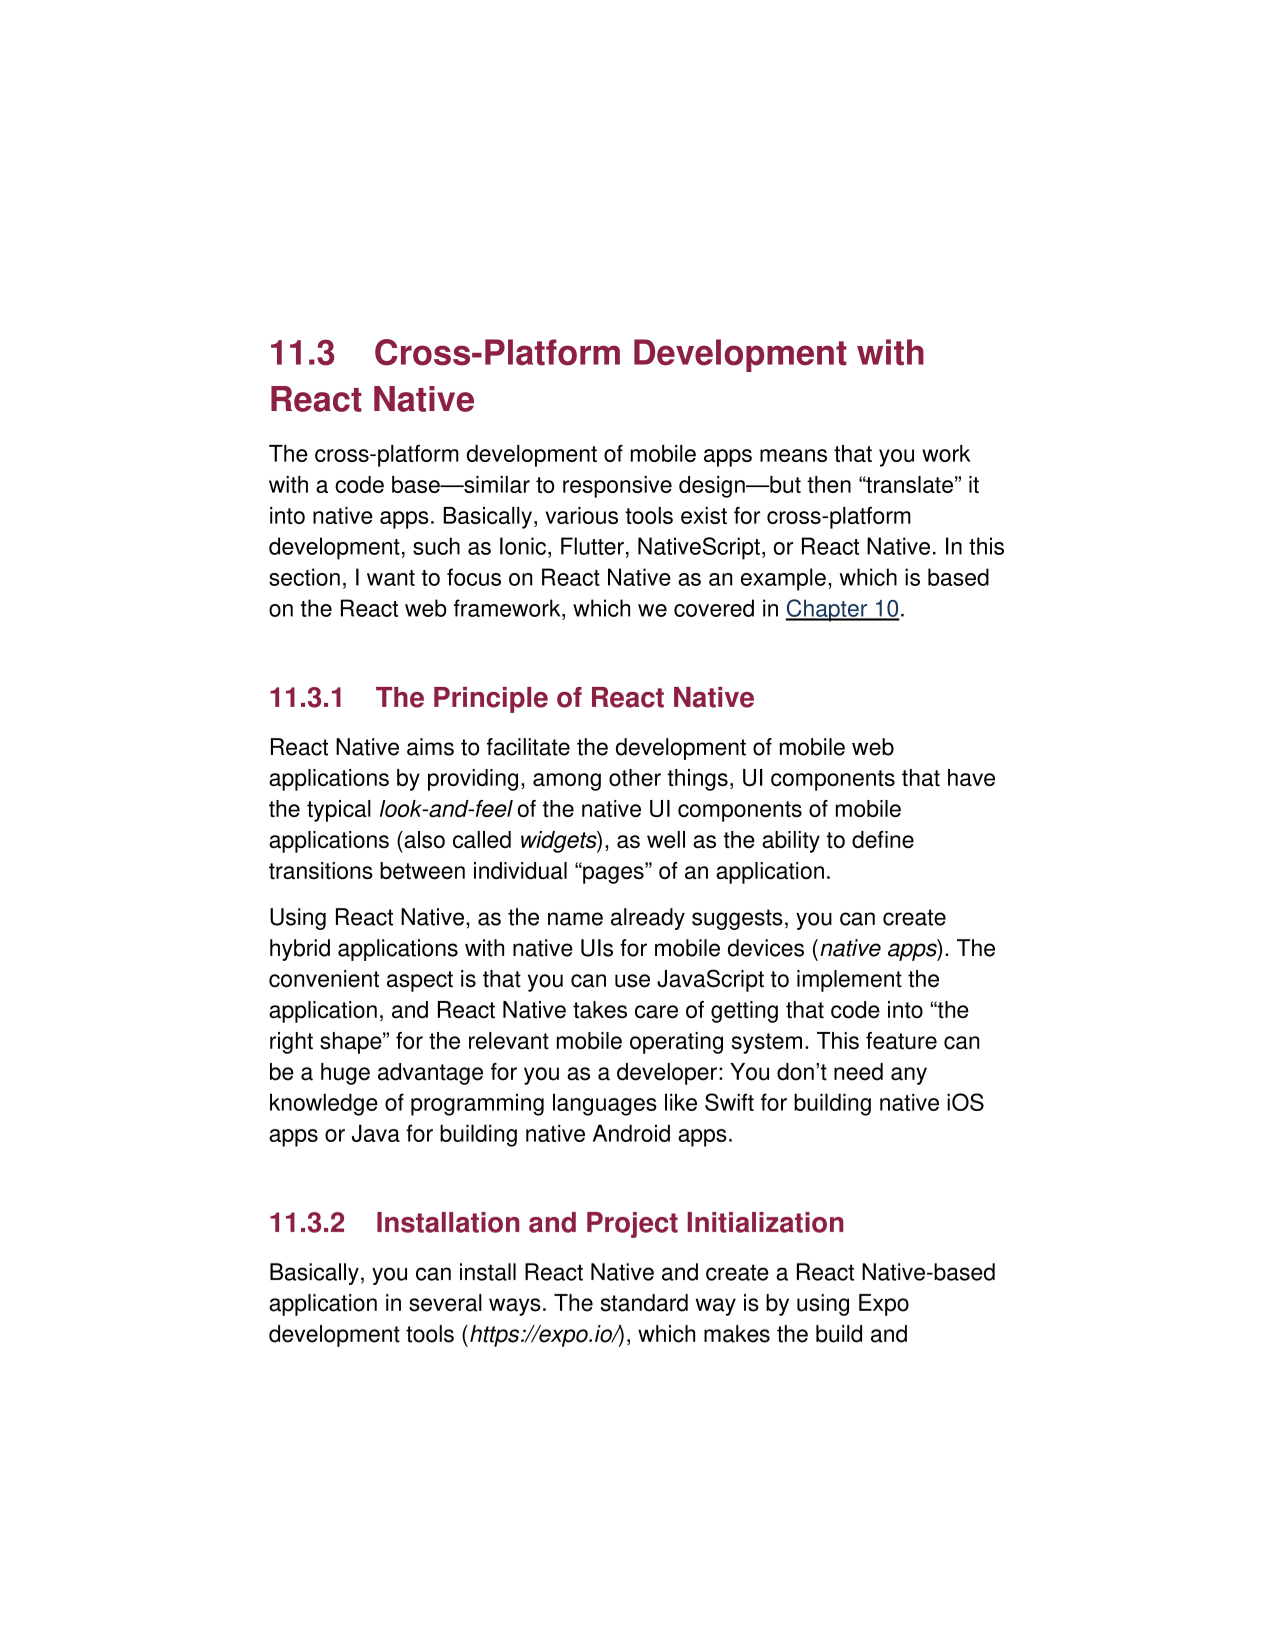 11.3 Cross-Platform Development with
React Native
The cross-platform development of mobile apps means that you work
with a code base—similar to responsive design—but then “translate” it
into native apps. Basically, various tools exist for cross-platform
development, such as Ionic, Flutter, NativeScript, or React Native. In this
section, I want to focus on React Native as an example, which is based
on the React web framework, which we covered in Chapter 10.
11.3.1 The Principle of React Native
React Native aims to facilitate the development of mobile web
applications by providing, among other things, UI components that have
the typical look-and-feel of the native UI components of mobile
applications (also called widgets), as well as the ability to define
transitions between individual “pages” of an application.
Using React Native, as the name already suggests, you can create
hybrid applications with native UIs for mobile devices (native apps). The
convenient aspect is that you can use JavaScript to implement the
application, and React Native takes care of getting that code into “the
right shape” for the relevant mobile operating system. This feature can
be a huge advantage for you as a developer: You don’t need any
knowledge of programming languages like Swift for building native iOS
apps or Java for building native Android apps.
11.3.2 Installation and Project Initialization
Basically, you can install React Native and create a React Native-based
application in several ways. The standard way is by using Expo
development tools (https://expo.io/), which makes the build and